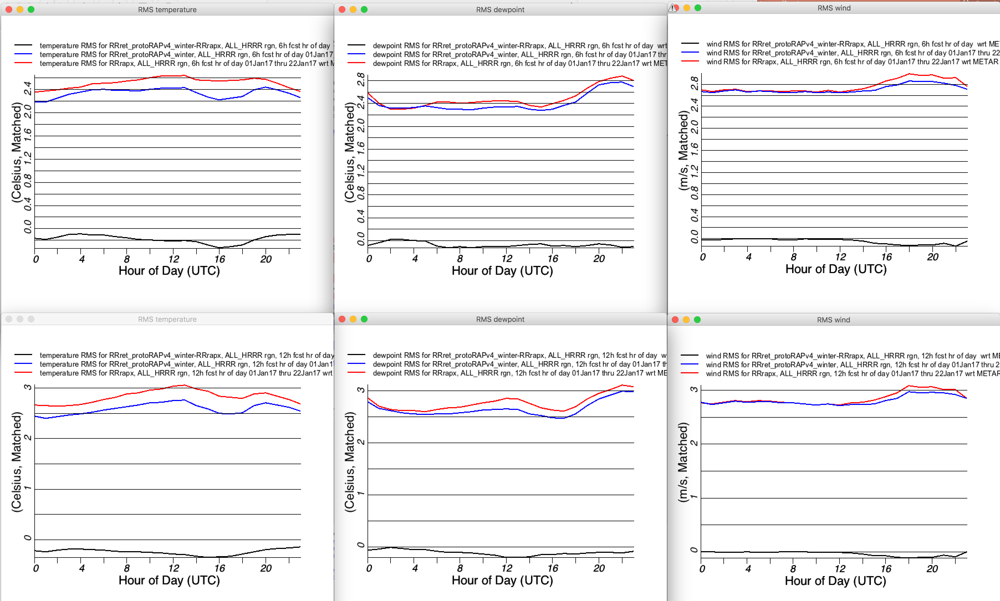 RMS temperature
temperature RMS for RRret_protoRAPv4_winter-RRrapx, ALL_HRRR rgn, 6h fcst hr of day
temperature RMS for RRret_protoRAPv4_winter, ALL_HRRR rgn, 6h fcst hr of day 01Jan17
temperature RMS for RRrapx, ALL_HRRR rgn, 6h fcst hr of day 01Jan17 thru 22Jan17 wrt
(Celsius, Matched)
2.4
2.0
1.6
1.2
0.8
0.4
0.0
0 4 8 12 16 20
Hour of Day (UTC)
RMS dewpoint
dewpoint RMS for RRret_protoRAPv4_winter-RRrapx, ALL_HRRR rgn, 6h fcst hr of day wrt
dewpoint RMS for RRret_protoRAPv4_winter, ALL_HRRR rgn, 6h fcst hr of day 01Jan17 thr
dewpoint RMS for RRrapx, ALL_HRRR rgn, 6h fcst hr of day 01Jan17 thru 22Jan17 wrt MET
(Celsius, Matched)
2.8
2.4
2.0
1.6
1.2
0.8
0.4
0.0
0 4 8 12 16 20
Hour of Day (UTC)
RMS wind
wind RMS for RRret_protoRAPv4_winter-RRrapx, ALL_HRRR rgn, 6h fcst hr of day wrt ME
wind RMS for RRret_protoRAPv4_winter, ALL_HRRR rgn, 6h fcst hr of day 01Jan17 thru 22
wind RMS for RRrapx, ALL_HRRR rgn, 6h fcst hr of day 01Jan17 thru 22Jan17 wrt METAR
(m/s, Matched)
2.8
2.4
2.0
1.6
1.2
0.8
0.4
0.0
0 4 8 12 16 20
Hour of Day (UTC)
RMS temperature
temperature RMS for RRret_protoRAPv4_winter-RRrapx, ALL_HRRR rgn, 12h fcst hr of day
temperature RMS for RRret_protoRAPv4_winter, ALL_HRRR rgn, 12h fcst hr of day 01Jan1
temperature RMS for RRrapx, ALL_HRRR rgn, 12h fcst hr of day 01Jan17 thru 22Jan17 wrt
(Celsius, Matched)
3
2
1
0
0 4 8 12 16 20
Hour of Day (UTC)
RMS dewpoint
dewpoint RMS for RRret_protoRAPv4_winter-RRrapx, ALL_HRRR rgn, 12h fcst hr of day w
dewpoint RMS for RRret_protoRAPv4_winter, ALL_HRRR rgn, 12h fcst hr of day 01Jan17 th
dewpoint RMS for RRrapx, ALL_HRRR rgn, 12h fcst hr of day 01Jan17 thru 22Jan17 wrt ME
(Celsius, Matched)
3
2
1
0
0 4 8 12 16 20
Hour of Day (UTC)
RMS wind
wind RMS for RRret_protoRAPv4_winter-RRrapx, ALL_HRRR rgn, 12h fcst hr of day wrt ME
wind RMS for RRret_protoRAPv4_winter, ALL_HRRR rgn, 12h fcst hr of day 01Jan17 thru 2
wind RMS for RRrapx, ALL_HRRR rgn, 12h fcst hr of day 01Jan17 thru 22Jan17 wrt METAR
(m/s, Matched)
3
2
1
0
0 4 8 12 16 20
Hour of Day (UTC)